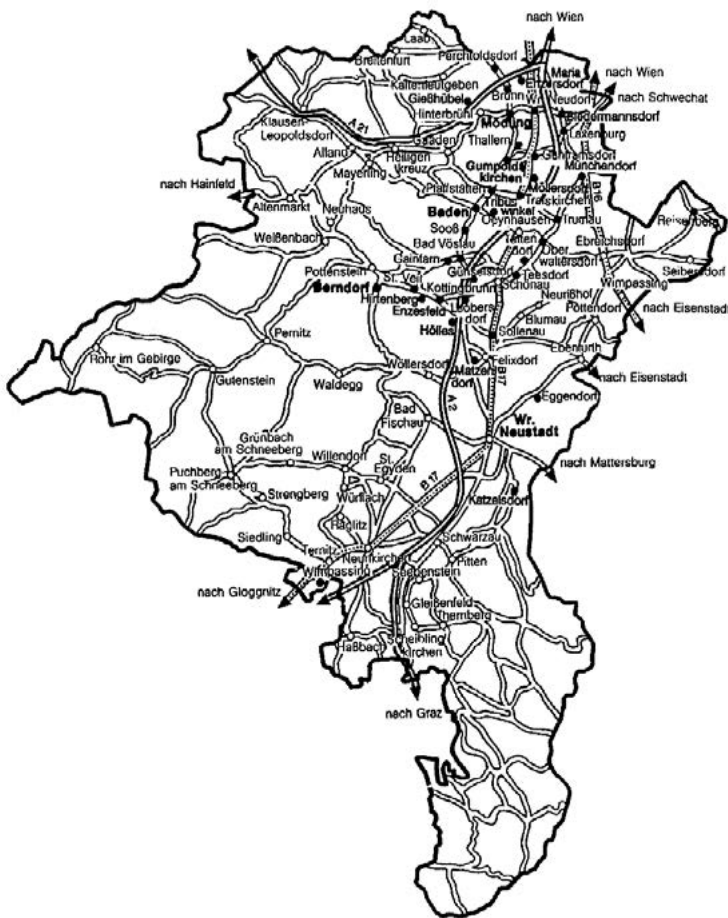 nach Wien
Laab
Breitenfurt
Perchtoldsdorf
Maria
Enzersdorf
nach Wien
Kaltenleutgeben
Brunn
Gießhübel
Wr. Neudorf
nach Schwechat
Klausen-
Leopoldsdorf
A 21
Hinterbrühl
Mödling
Biedermannsdorf
Laxenburg
Gaaden
Thallern
Alland
Heiligen
kreuz
Guntramsdorf
Mayerling
Gumpolds
kirchen
Münchendorf
nach Hainfeld
Pfaffstätten
Möllersdorf
B16
Altenmarkt
Tribus
winkel
Traiskirchen
Neuhaus
Baden
Oeynhausen
Trumau
Reisenberg
Sooß
Weißenbach
Bad Vöslau
Tatten
dorf
Ober
waltersdorf
Ebreichsdorf
Gainfarn
Seibersdorf
Pottenstein
St. Veit
Günselsdorf
Teesdorf
Schönau
Wimpassing
Berndorf
Hirtenberg
Kottingbrunn
Neurißhof
nach Eisenstadt
Enzesfeld
Leobers
dorf
Blumau
Pottendorf
Hölles
Sollenau
Pernitz
Ebenfurth
Rohr im Gebirge
Wöllersdorf
Matzen
dorf
Felixdorf
nach Eisenstadt
Gutenstein
Waldegg
A 2
B17
Eggendorf
Bad
Fischau
Wr.
Neustadt
Grünbach
am Schneeberg
Willendorf
St.
Egyden
nach Mattersburg
Puchberg
am Schneeberg
B 17
Strengberg
Würflach
Katzelsdorf
Raglitz
Siedling
Schwarzau
Ternitz
Neunkirchen
Pitten
Wimpassing
Seebenstein
nach Gloggnitz
Gleißenfeld
Thernberg
Haßbach
Scheibling
kirchen
nach Graz